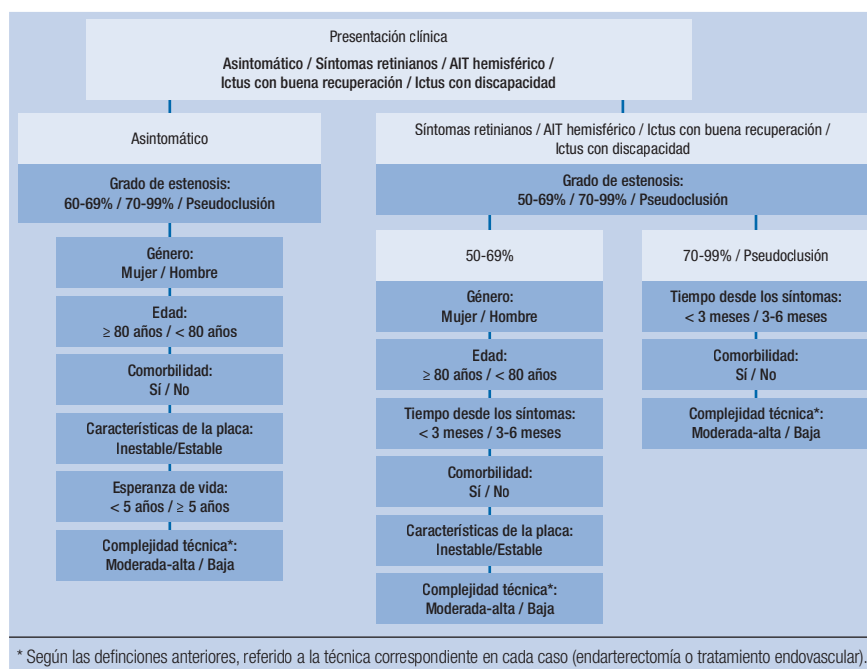 Presentación clínica
Asintomático / Síntomas retinianos / AIT hemisférico /
Ictus con buena recuperación / Ictus con discapacidad
Asintomático
Grado de estenosis:
60-69% / 70-99% / Pseudoclusión
Género:
Mujer / Hombre
Edad:
≥ 80 años / < 80 años
Comorbilidad:
Sí / No
Características de la placa:
Inestable/Estable
Esperanza de vida:
< 5 años / ≥ 5 años
Complejidad técnica*:
Moderada-alta / Baja
Síntomas retinianos / AIT hemisférico / Ictus con buena recuperación /
Ictus con discapacidad
Grado de estenosis:
50-69% / 70-99% / Pseudoclusión
50-69%
Género:
Mujer / Hombre
Edad:
≥ 80 años / < 80 años
Tiempo desde los síntomas:
< 3 meses / 3-6 meses
Comorbilidad:
Sí / No
Características de la placa:
Inestable/Estable
Complejidad técnica*:
Moderada-alta / Baja
70-99% / Pseudoclusión
Tiempo desde los síntomas:
< 3 meses / 3-6 meses
Comorbilidad:
Sí / No
Complejidad técnica*:
Moderada-alta / Baja
* Según las definciones anteriores, referido a la técnica correspondiente en cada caso (endarterectomía o tratamiento endovascular).